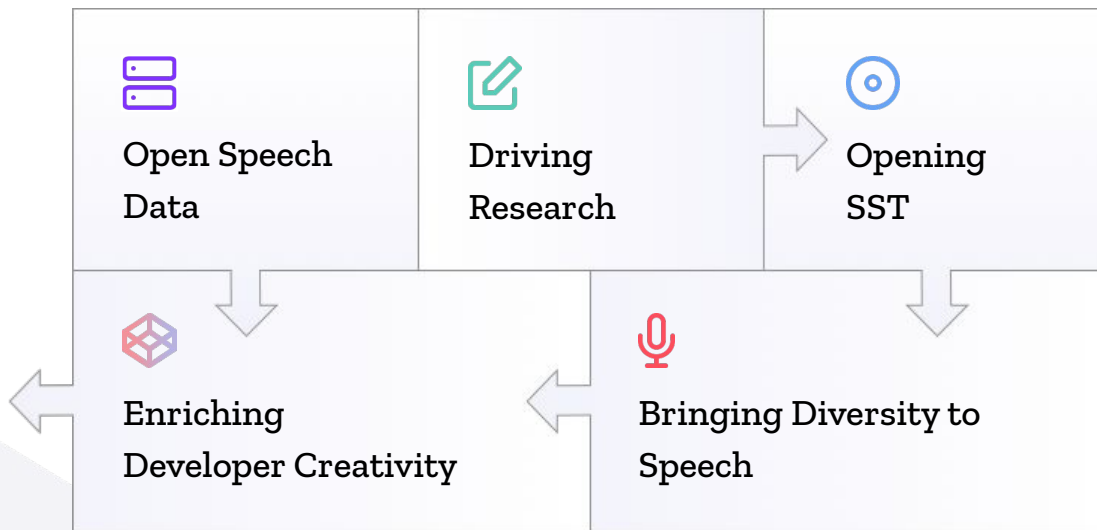 Open Speech
Data
Driving
Research
Opening
SST
Enriching
Developer Creativity
Bringing Diversity to
Speech